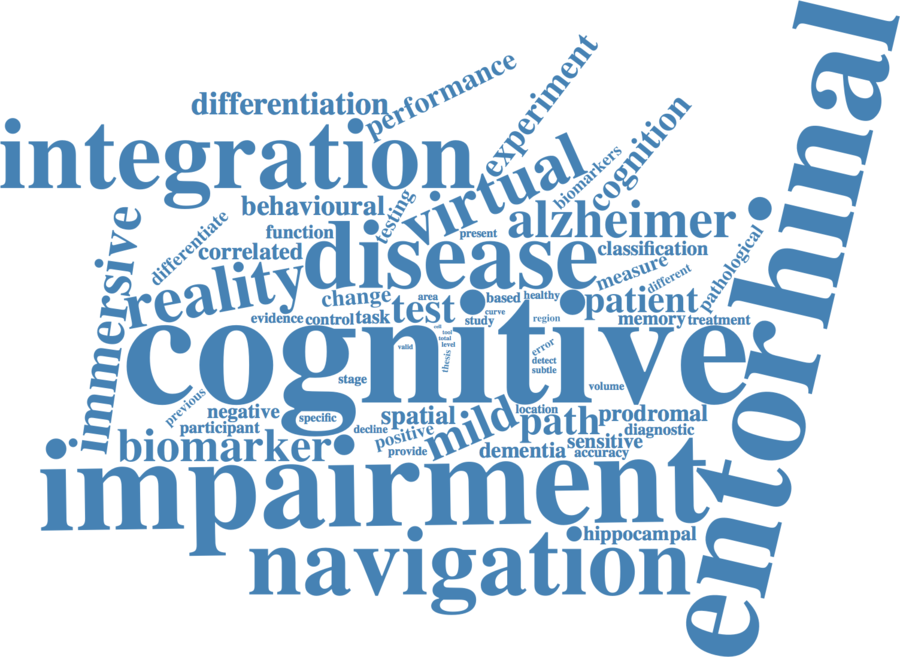 entorhinal
experiment
performance
differentiation
integration
virtual
biomarkers
cognition
behavioural
testing
alzheimer
immersive
differentiate
function
present
correlated
disease
classification
pathological
reality
measure
different
change
area
based
healthy
patient
evidence
control
task
test
curve
study
region
memory
treatment
cognitive
cell
tool
total
level
valid
thesis
error
detect
subtle
stage
volume
previous
negative
specific
spatial
location
path
prodromal
participant
decline
positive
mild
diagnostic
biomarker
provide
dementia
sensitive
accuracy
impairment
hippocampal
navigation